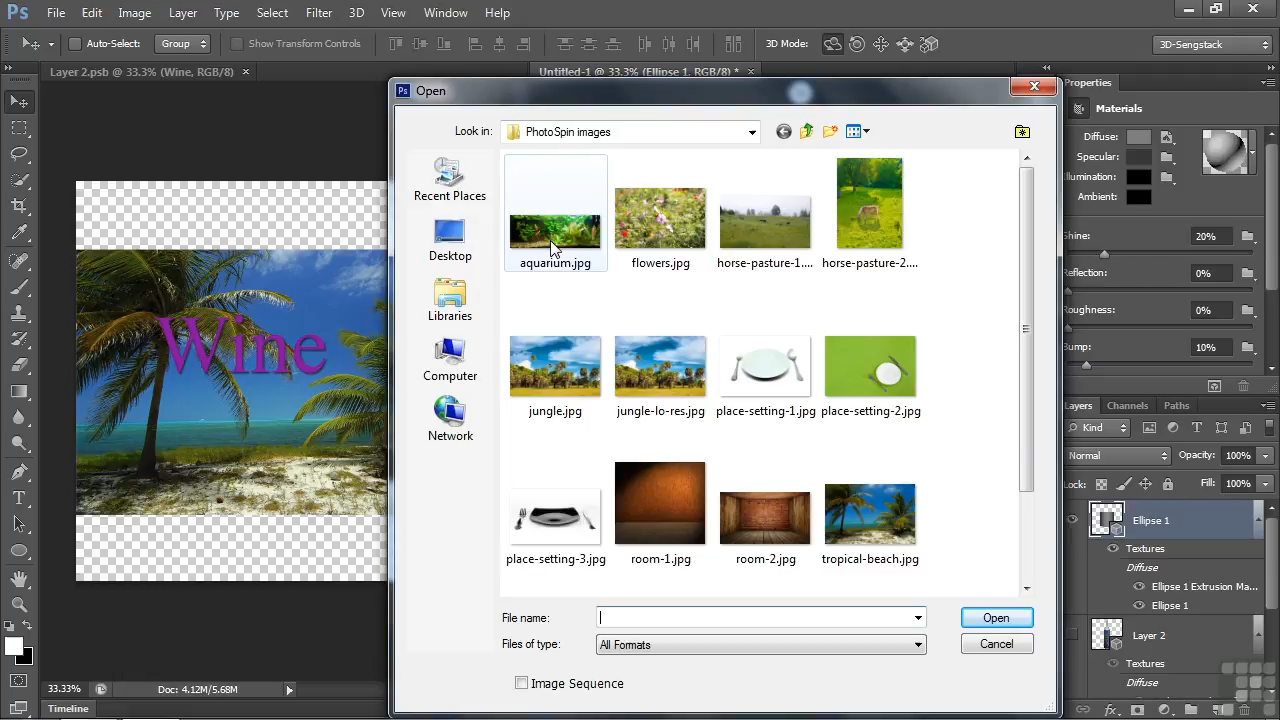 Ps File Edit Image Layer Type Select Filter 3D View Window Help
Auto-Select: Group Show Transform Controls 3D Mode: 3D-Sengstack
Layer 2.psb @ 33.3% (Wine, RGB/8) × Untitled-1 @ 33.3% (Ellipse 1, RGB/8) * ×
Ps Open
Look in: PhotoSpin images
Recent Places
Desktop
Libraries
Computer
Network
aquarium.jpg flowers.jpg horse-pasture-1.... horse-pasture-2....
jungle.jpg jungle-lo-res.jpg place-setting-1.jpg place-setting-2.jpg
place-setting-3.jpg room-1.jpg room-2.jpg tropical-beach.jpg
File name: Open
Files of type: All Formats Cancel
Image Sequence
Wine
Properties
Materials
Diffuse:
Specular:
Illumination:
Ambient:
Shine: 20%
Reflection: 0%
Roughness: 0%
Bump: 10%
Layers Channels Paths
Kind
Normal Opacity: 100%
Lock: Fill: 100%
Ellipse 1
Textures
Diffuse
Ellipse 1 Extrusion Ma...
Ellipse 1
Layer 2
Textures
Diffuse
33.33% Doc: 4.12M/5.68M
Timeline